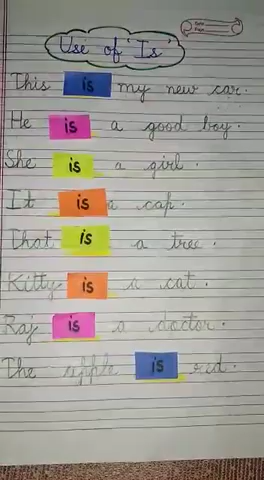 Use of 'Is'
This is my new car.
He is a good boy.
She is a girl.
It is a cap.
That is a tree.
Kitty is a cat.
Raj is a doctor.
The apple is red.